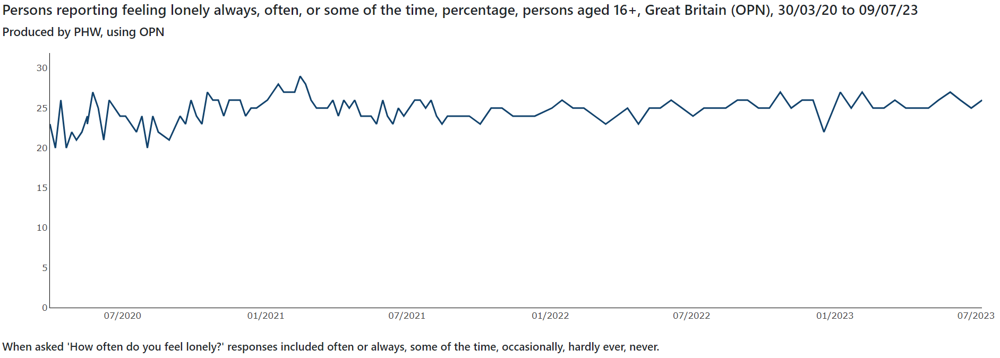 Persons reporting feeling lonely always, often, or some of the time, percentage, persons aged 16+, Great Britain (OPN), 30/03/20 to 09/07/23
Produced by PHW, using OPN
30
25
20
15
10
5
0
07/2020 01/2021 07/2021 01/2022 07/2022 01/2023 07/2023
When asked 'How often do you feel lonely?' responses included often or always, some of the time, occasionally, hardly ever, never.